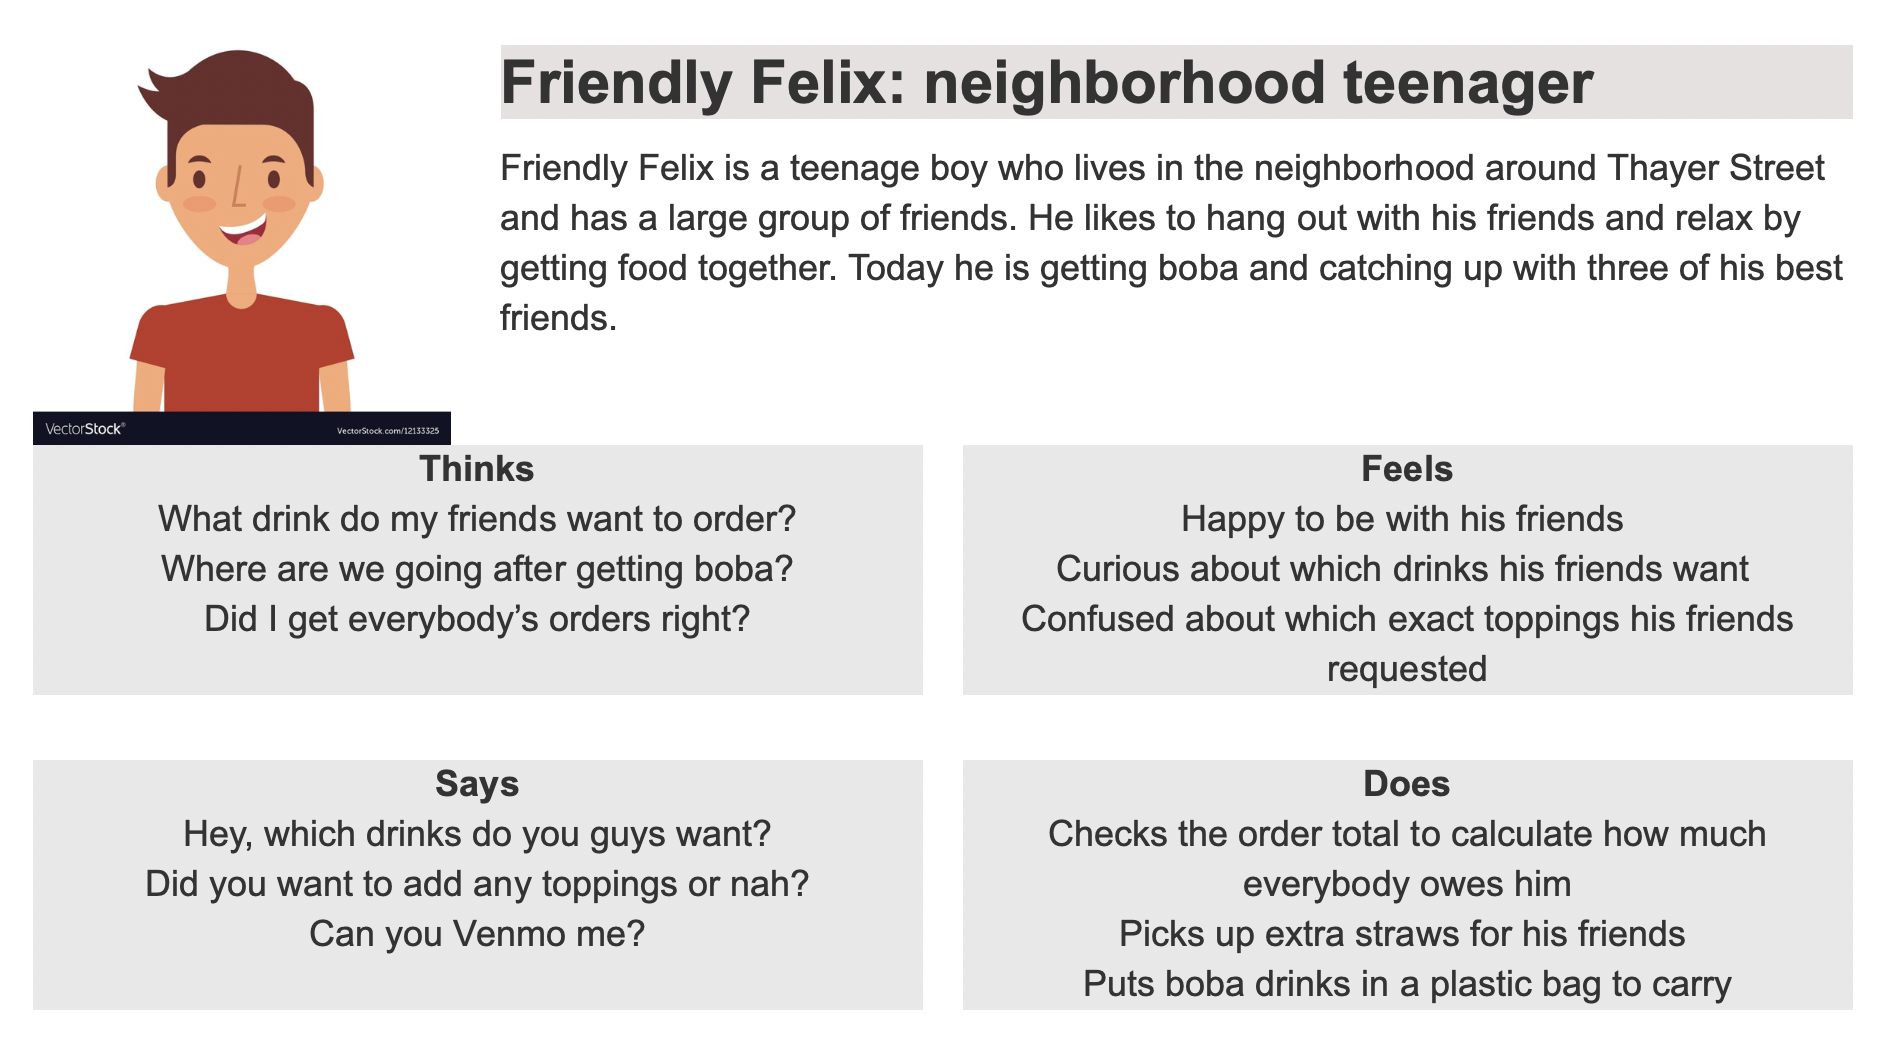 Friendly Felix: neighborhood teenager
Friendly Felix is a teenage boy who lives in the neighborhood around Thayer Street
and has a large group of friends. He likes to hang out with his friends and relax by
getting food together. Today he is getting boba and catching up with three of his best
friends.
VectorStock®
VectorStock.com/12133325
Thinks
What drink do my friends want to order?
Where are we going after getting boba?
Did I get everybody’s orders right?
Feels
Happy to be with his friends
Curious about which drinks his friends want
Confused about which exact toppings his friends
requested
Says
Hey, which drinks do you guys want?
Did you want to add any toppings or nah?
Can you Venmo me?
Does
Checks the order total to calculate how much
everybody owes him
Picks up extra straws for his friends
Puts boba drinks in a plastic bag to carry